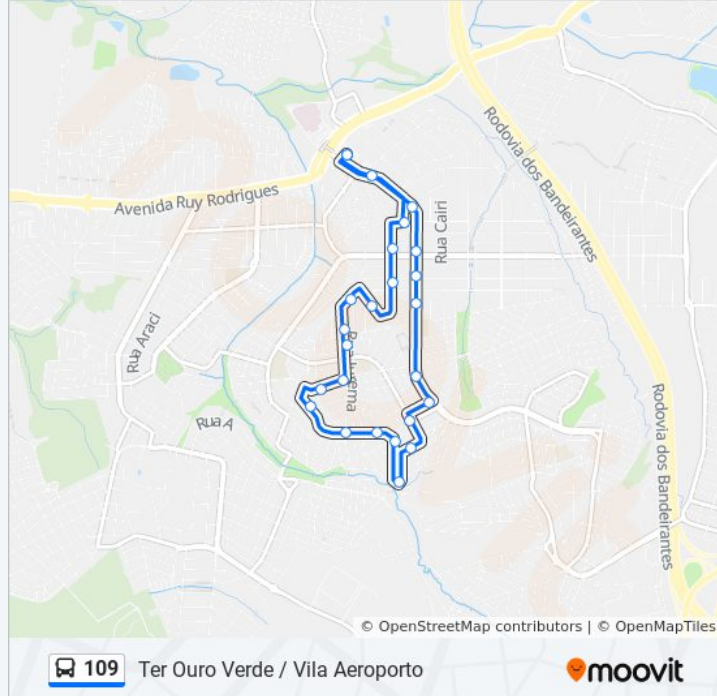 Rodovia dos Bandeirantes
Avenida Ruy Rodrigues
Rua Cairi
Rua Araci
Rua A
Rodovia dos Bandeirantes
© OpenStreetMap contributors | © OpenMapTiles
109 Ter Ouro Verde / Vila Aeroporto
moovit